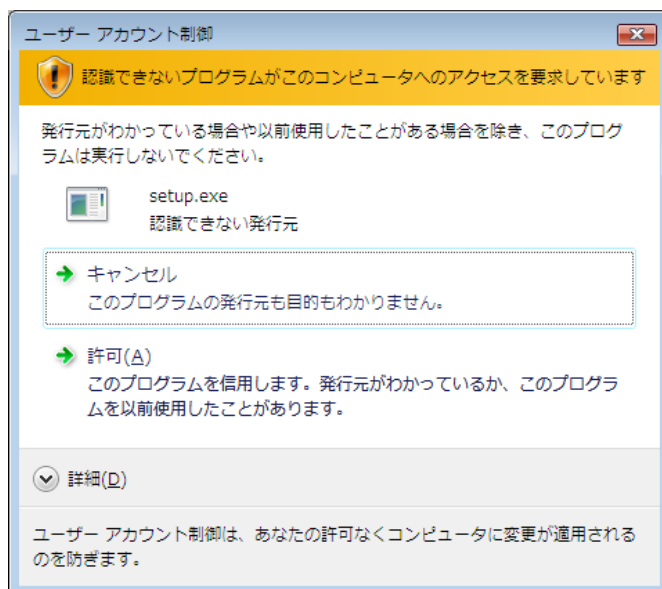 ユーザー アカウント制御
認識できないプログラムがこのコンピュータへのアクセスを要求しています
発行元がわかっている場合や以前使用したことがある場合を除き、このプログ
ラムは実行しないでください。
setup.exe
認識できない発行元
キャンセル
このプログラムの発行元も目的もわかりません。
許可(A)
このプログラムを信用します。発行元がわかっているか、このプログラ
ムを以前使用したことがあります。
詳細(D)
ユーザー アカウント制御は、あなたの許可なくコンピュータに変更が適用される
のを防ぎます。